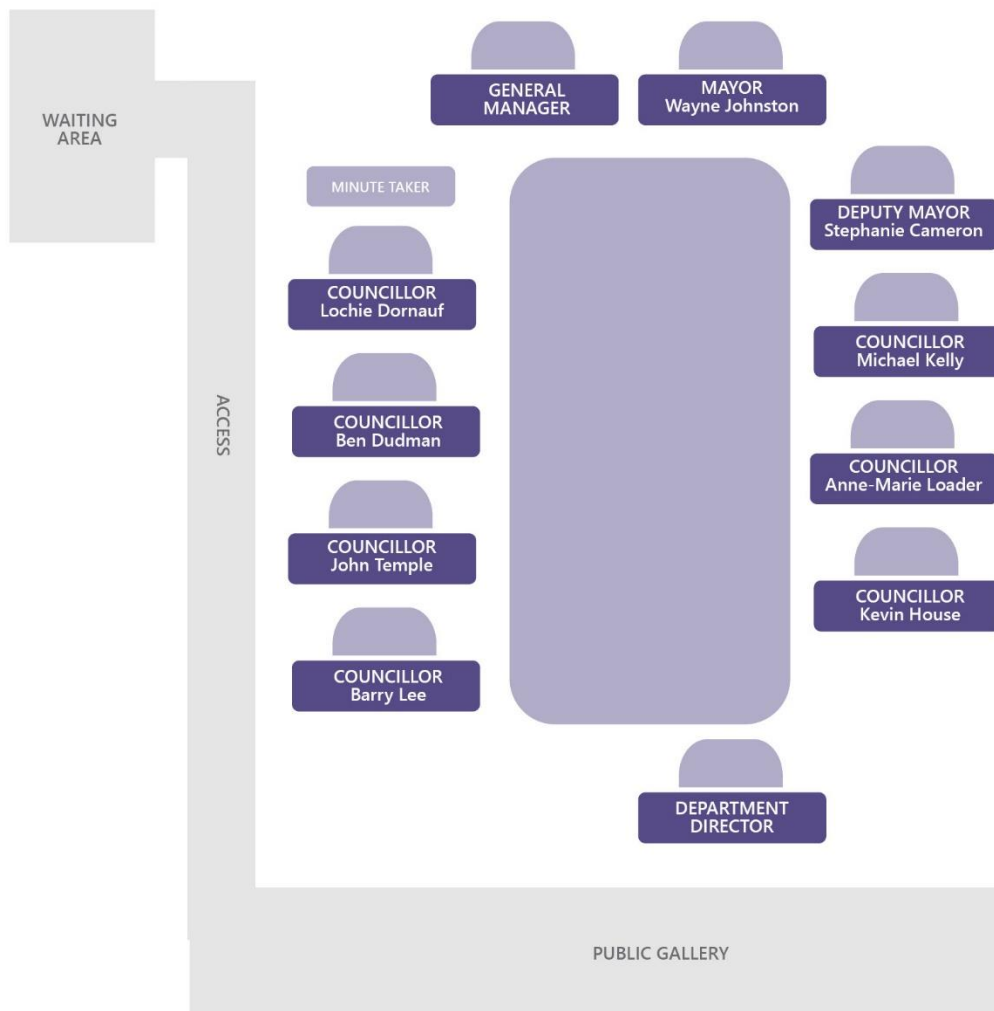 WAITING
AREA
GENERAL
MANAGER
MAYOR
Wayne Johnston
MINUTE TAKER
DEPUTY MAYOR
Stephanie Cameron
COUNCILLOR
Lochie Dornauf
COUNCILLOR
Michael Kelly
ACCESS
COUNCILLOR
Ben Dudman
COUNCILLOR
Anne-Marie Loader
COUNCILLOR
John Temple
COUNCILLOR
Kevin House
COUNCILLOR
Barry Lee
DEPARTMENT
DIRECTOR
PUBLIC GALLERY